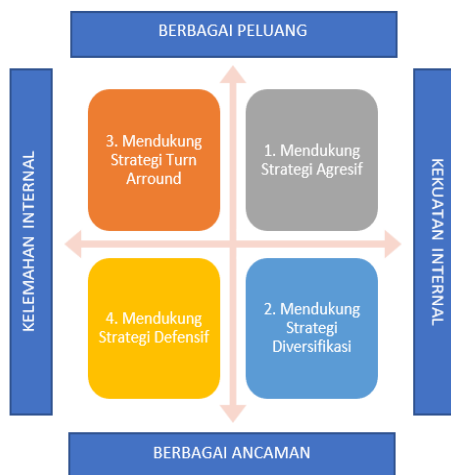 BERBAGAI PELUANG
KELEMAHAN INTERNAL
3. Mendukung
Strategi Turn
Arround
1. Mendukung
Strategi Agresif
KEKUATAN INTERNAL
4. Mendukung
Strategi Defensif
2. Mendukung
Strategi
Diversifikasi
BERBAGAI ANCAMAN